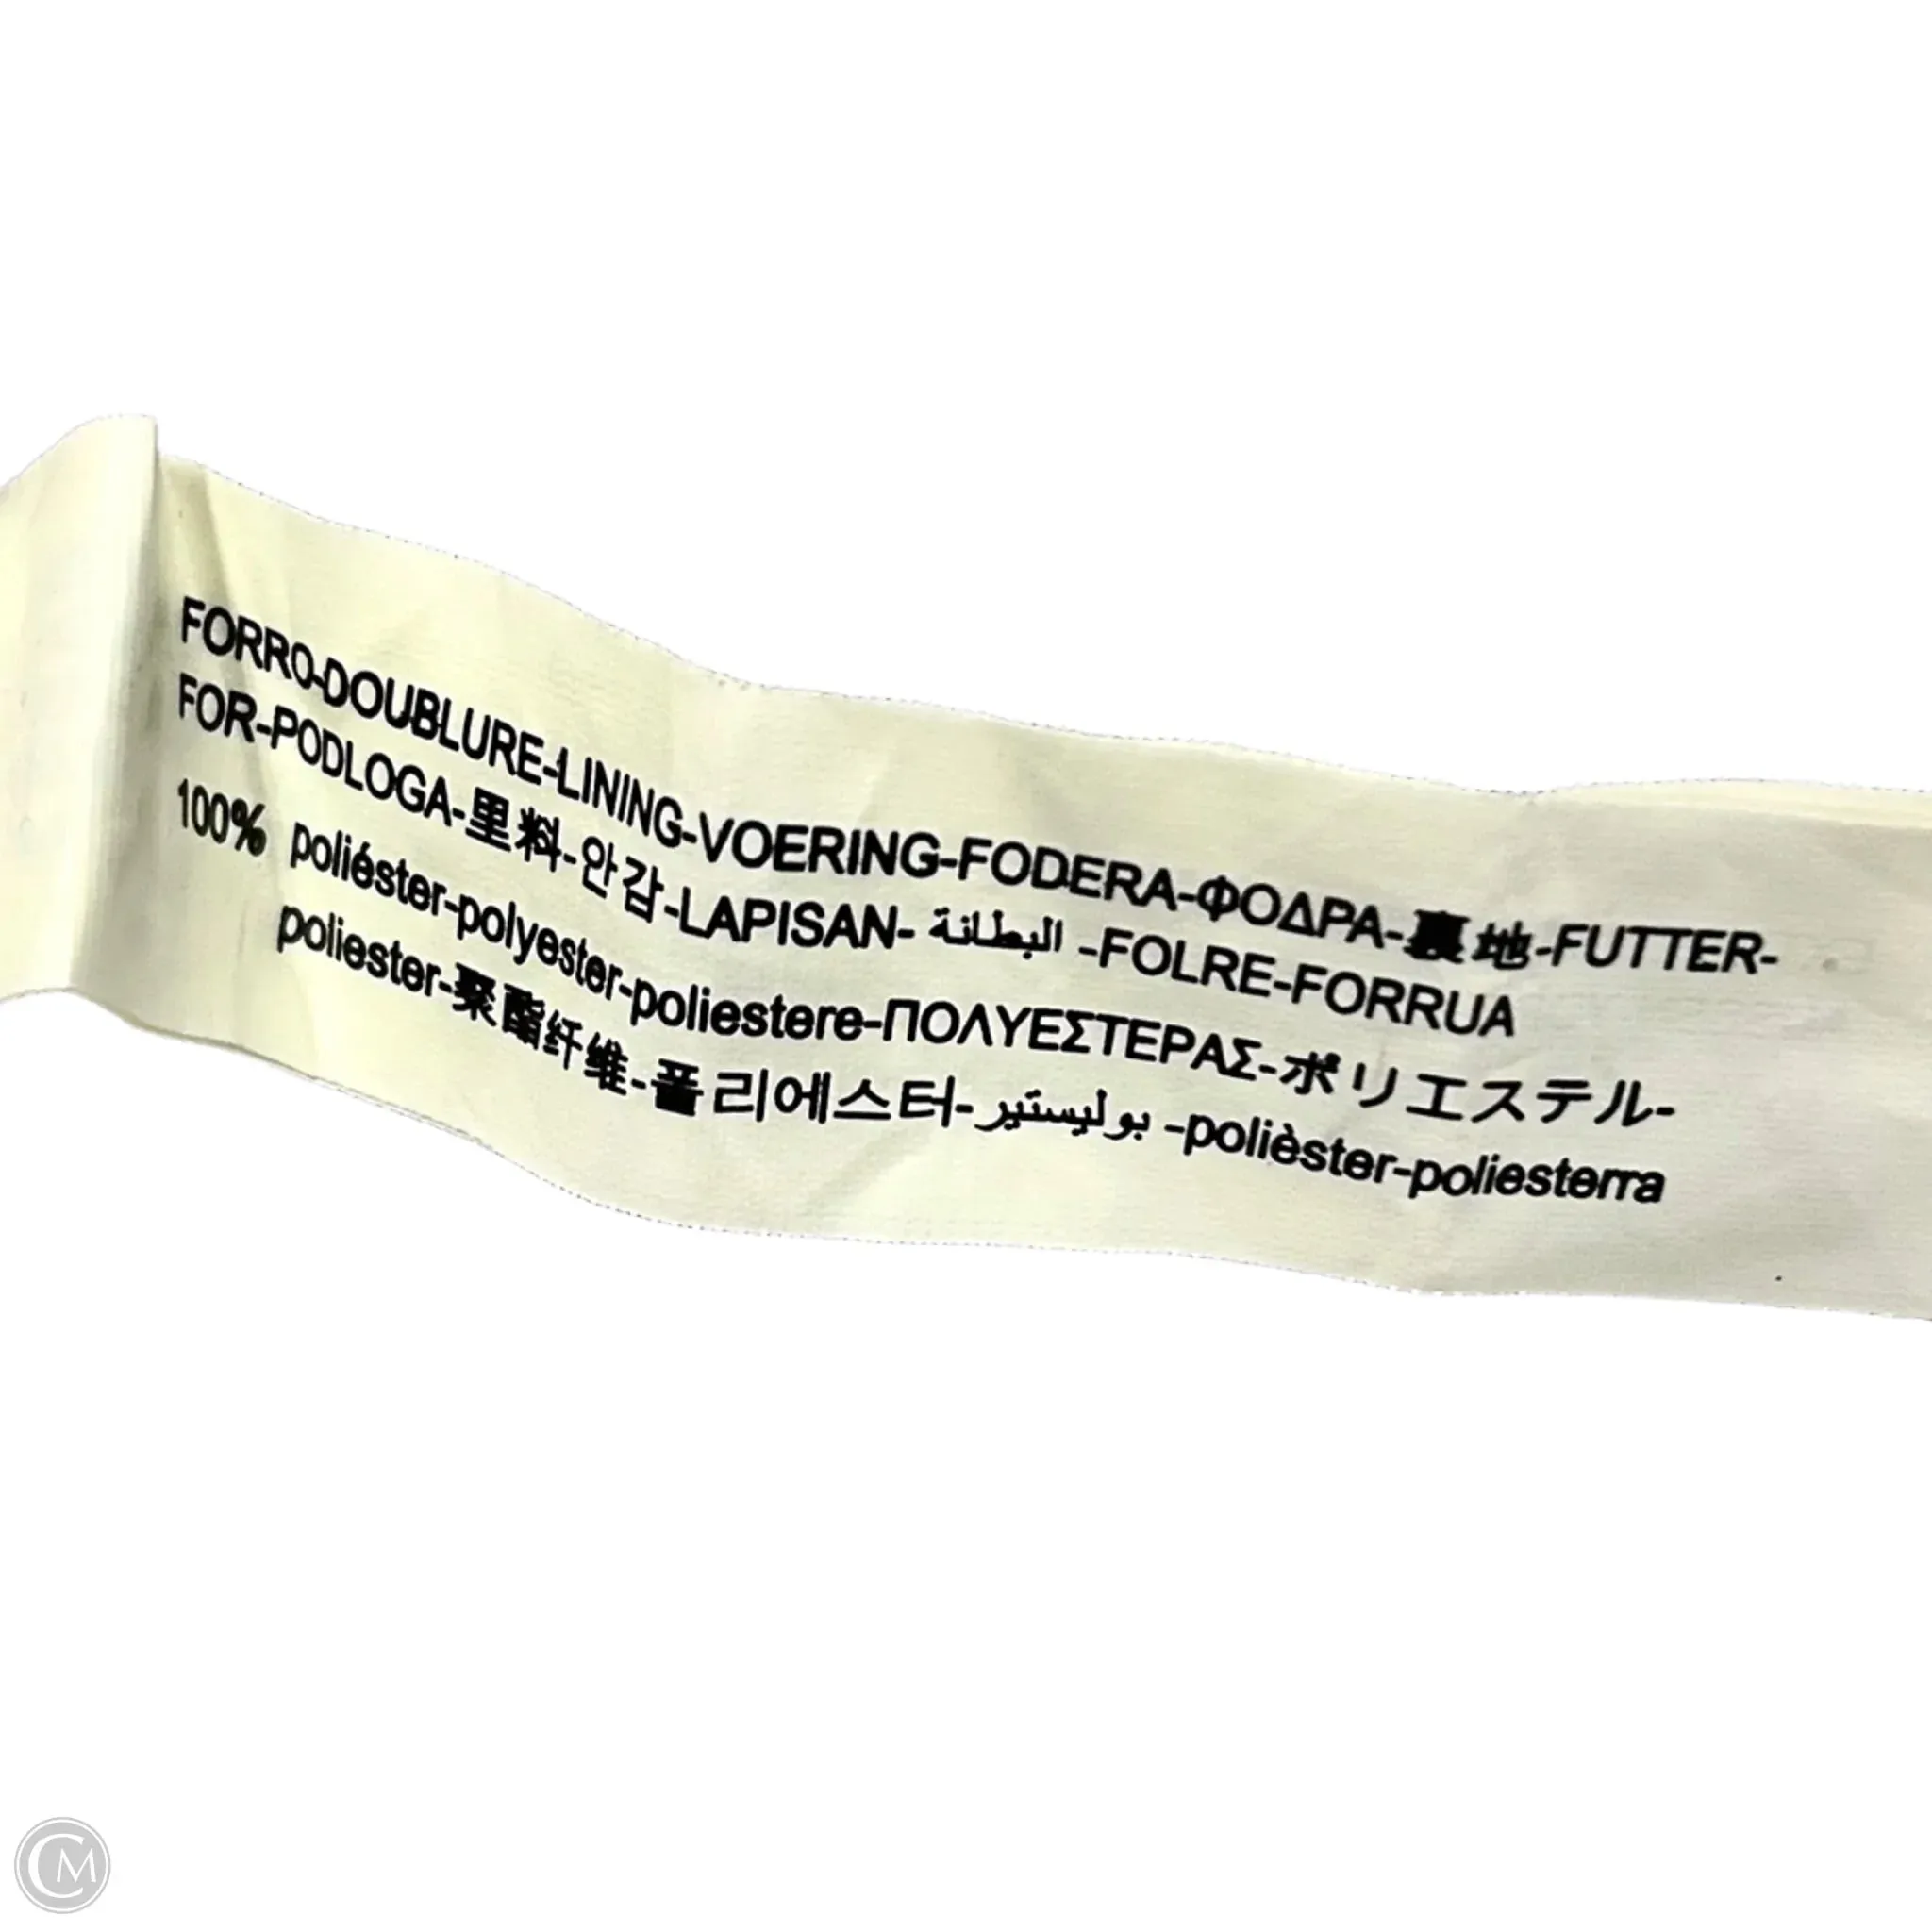 FORRO-DOUBLURE-LINING-VOERING-FODERA-ΦΟΔΡΑ-裏地-FUTTER-
FOR-PODLOGA-里料-안감-LAPISAN- البطانة -FOLRE-FORRUA
100% poliéster-polyester-poliestere-ΠΟΛΥΕΣΤΕΡΑΣ-ポリエステル-
poliester-聚酯纤维-폴리에스터- بوليستير -polièster-poliesterra
CM